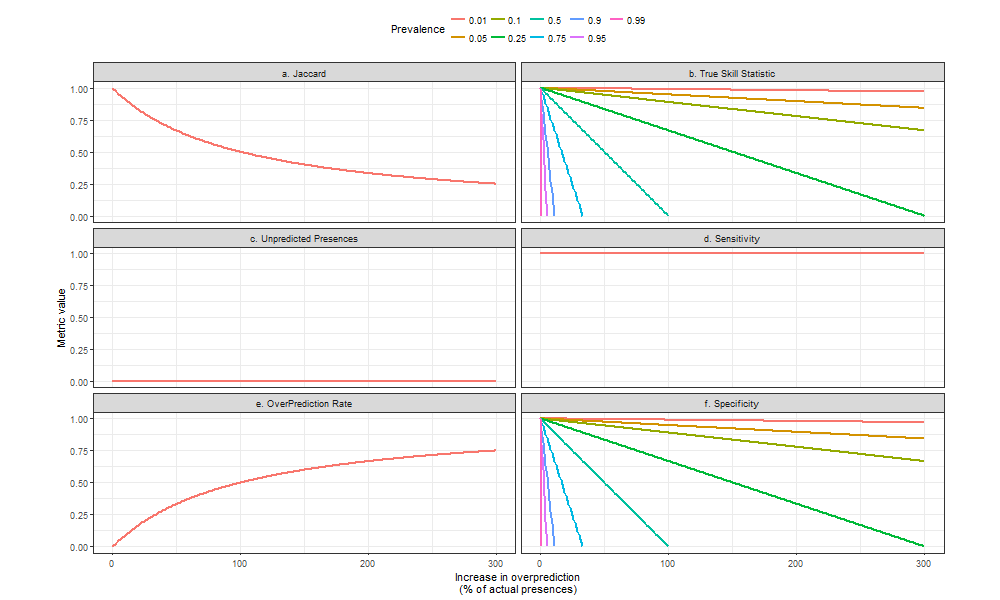 Prevalence
0.01 0.1 0.5 0.9 0.99
0.05 0.25 0.75 0.95
a. Jaccard
b. True Skill Statistic
1.00
0.75
0.50
0.25
0.00
c. Unpredicted Presences
d. Sensitivity
1.00
0.75
0.50
0.25
0.00
Metric value
e. OverPrediction Rate
f. Specificity
1.00
0.75
0.50
0.25
0.00
0 100 200 300 0 100 200 300
Increase in overprediction
(% of actual presences)